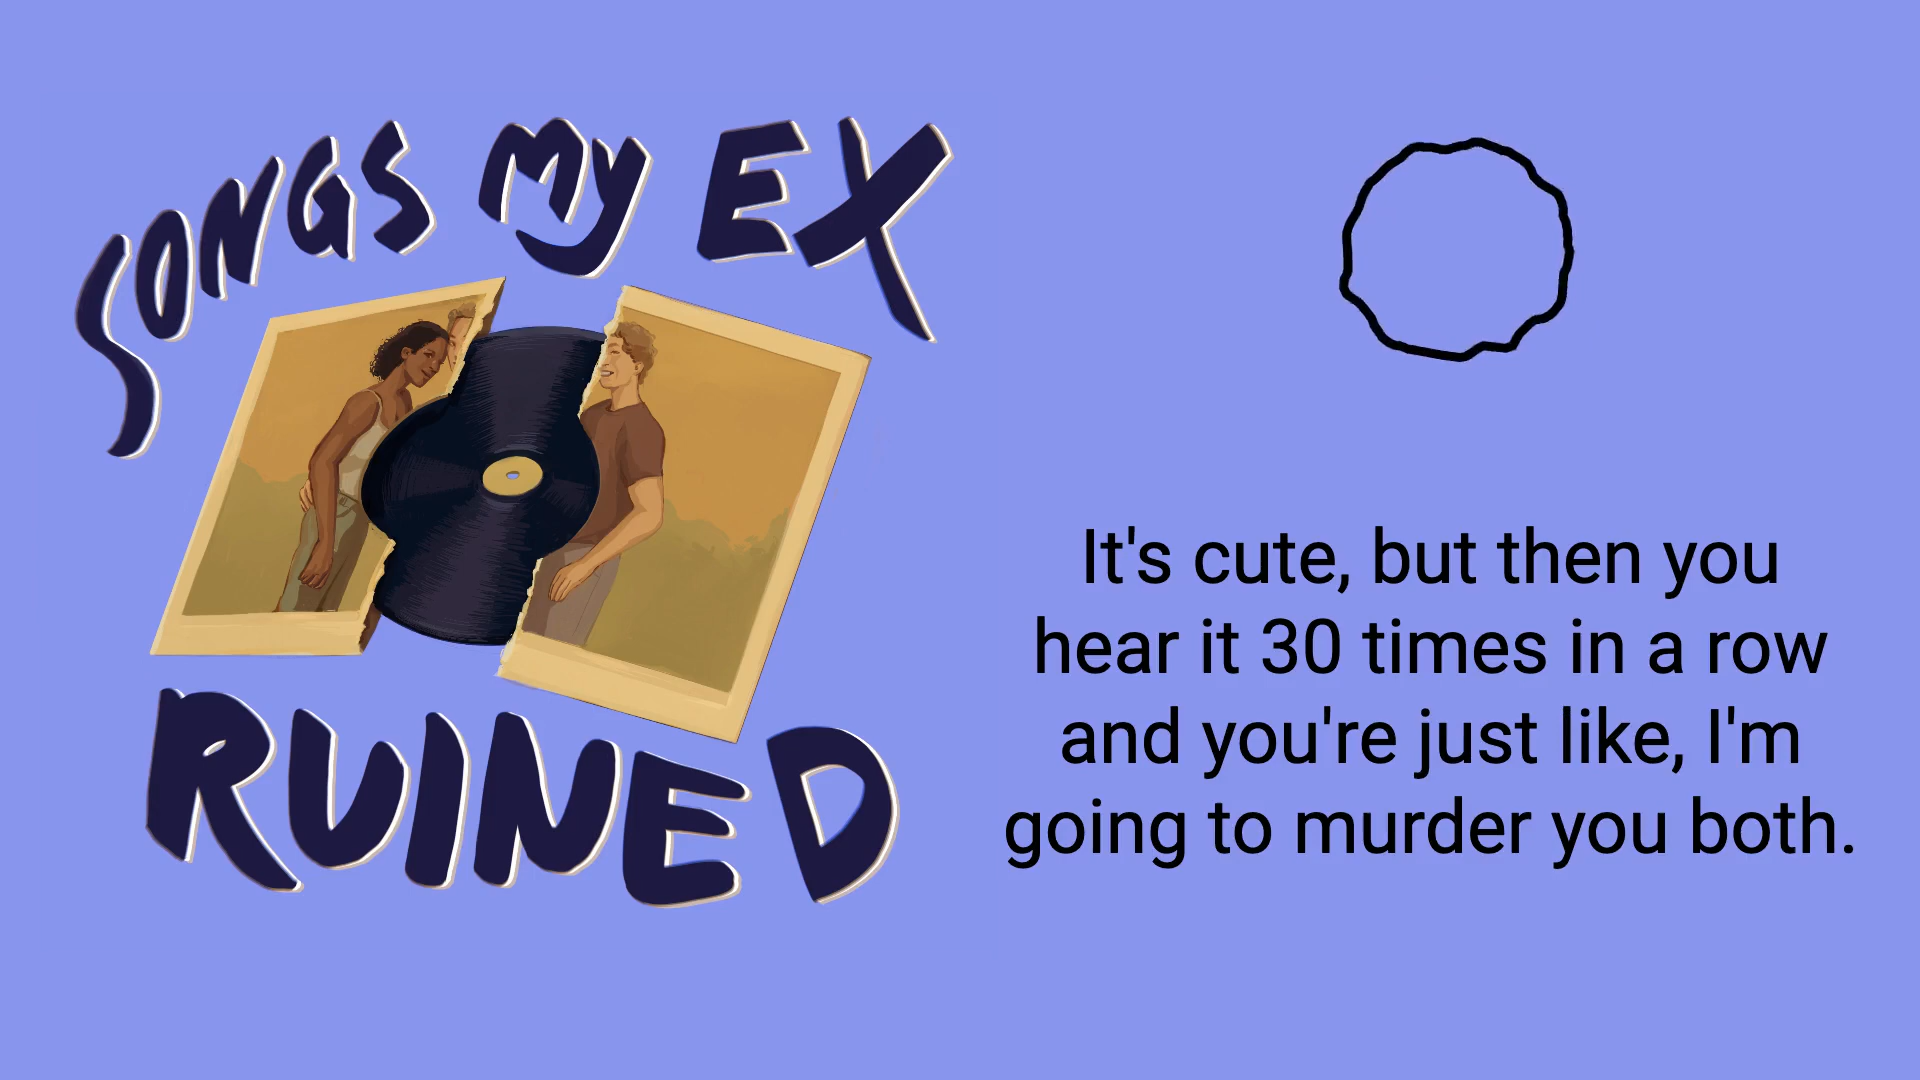 SONGS MY EX
RUINED
It's cute, but then you
hear it 30 times in a row
and you're just like, I'm
going to murder you both.